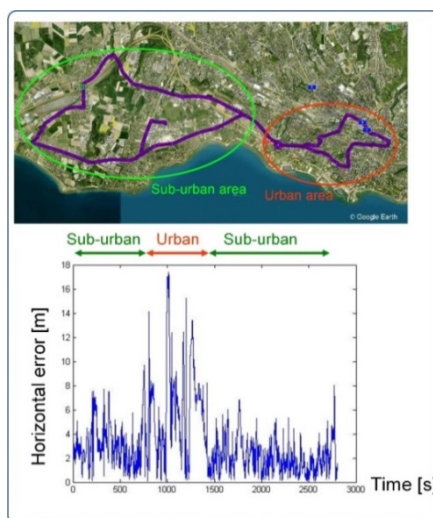 Sub-urban area
Urban area
© Google Earth
Sub-urban Urban Sub-urban
Horizontal error [m]
18
16
14
12
10
8
6
4
2
0
0 500 1000 1500 2000 2500 3000
Time [s]